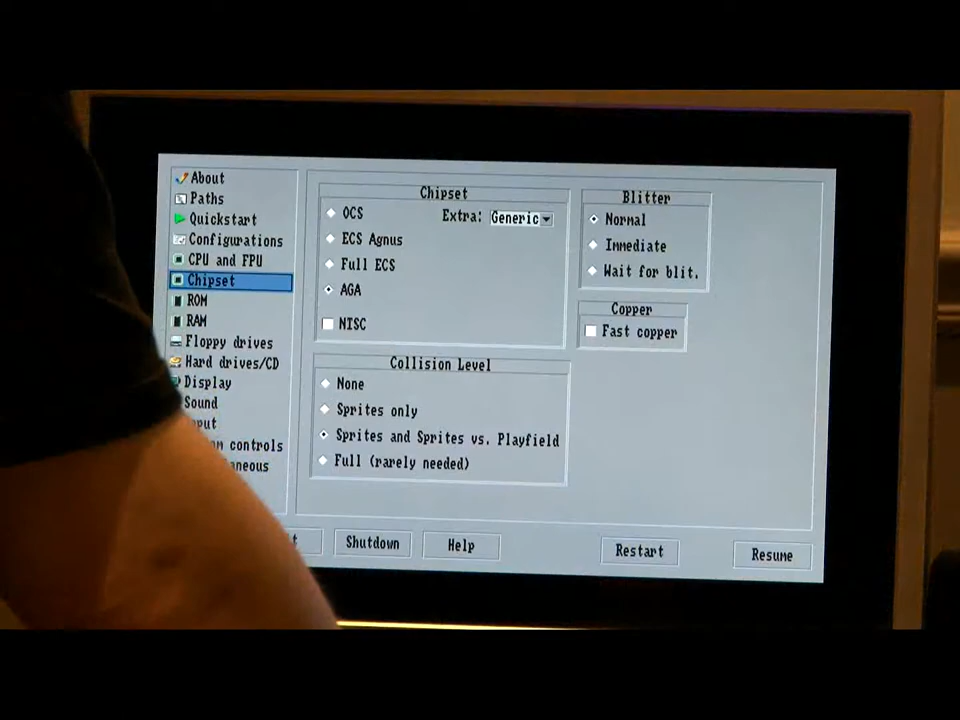 About
Paths
Quickstart
Configurations
CPU and FPU
Chipset
ROM
RAM
Floppy drives
Hard drives/CD
Display
Sound
Chipset
OCS
Extra: Generic
ECS Agnus
Full ECS
AGA
NTSC
Collision Level
None
Sprites only
Sprites and Sprites vs. Playfield
Full (rarely needed)
Blitter
Normal
Immediate
Wait for blit.
Copper
Fast copper
controls
Shutdown
Help
Restart
Resume